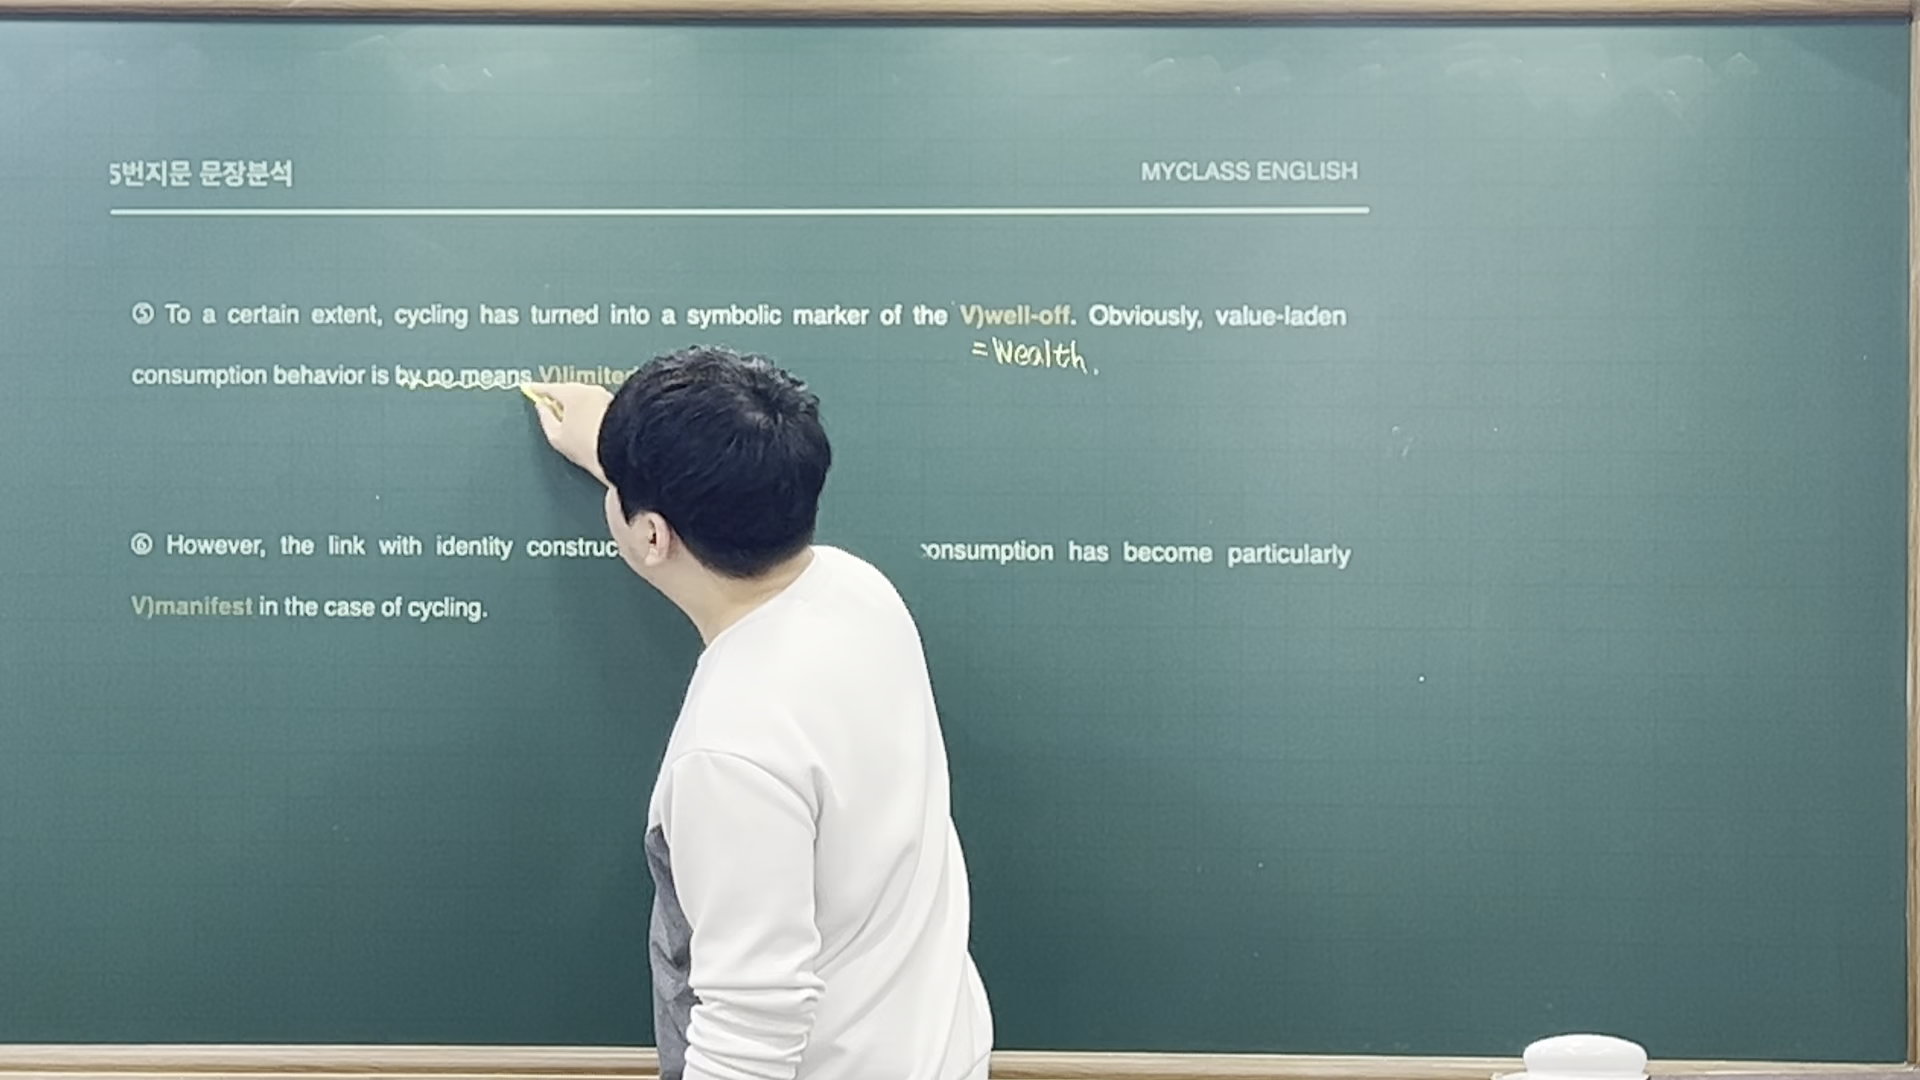 5번지문 문장분석
MYCLASS ENGLISH
⑤ To a certain extent, cycling has turned into a symbolic marker of the V)well-off. Obviously, value-laden
=Wealth.
consumption behavior is by no means V)limited
⑥ However, the link with identity construc onsumption has become particularly
V)manifest in the case of cycling.